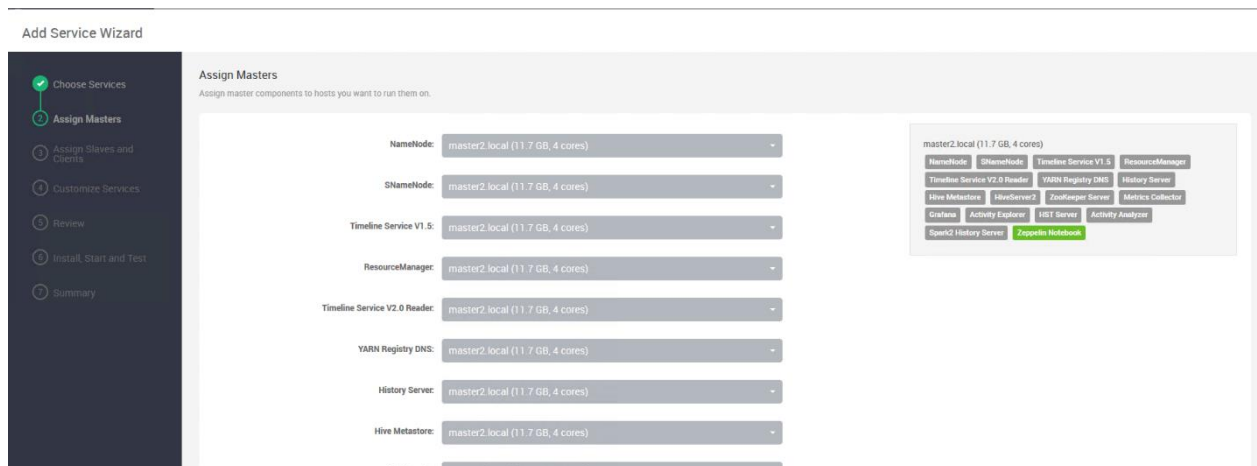 Add Service Wizard
Choose Services
2 Assign Masters
3 Assign Slaves and
Clients
4 Customize Services
5 Review
6 Install, Start and Test
7 Summary
Assign Masters
Assign master components to hosts you want to run them on.
NameNode: master2.local (11.7 GB, 4 cores)
SNameNode: master2.local (11.7 GB, 4 cores)
Timeline Service V1.5: master2.local (11.7 GB, 4 cores)
ResourceManager: master2.local (11.7 GB, 4 cores)
Timeline Service V2.0 Reader: master2.local (11.7 GB, 4 cores)
YARN Registry DNS: master2.local (11.7 GB, 4 cores)
History Server: master2.local (11.7 GB, 4 cores)
Hive Metastore: master2.local (11.7 GB, 4 cores)
master2.local (11.7 GB, 4 cores)
NameNode SNameNode Timeline Service V1.5 ResourceManager
Timeline Service V2.0 Reader YARN Registry DNS History Server
Hive Metastore HiveServer2 ZooKeeper Server Metrics Collector
Grafana Activity Explorer HST Server Activity Analyzer
Spark2 History Server Zeppelin Notebook